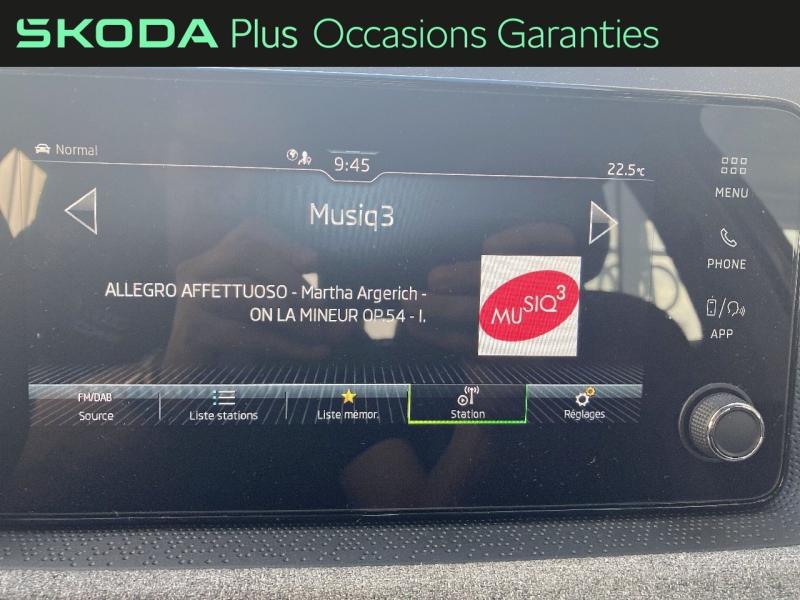 SKODA Plus Occasions Garanties
Normal
9:45
22.5°C
MENU
Musiq3
PHONE
ALLEGRO AFFETTUOSO - Martha Argerich -
ON LA MINEUR OP.54 - I.
MUSIQ3
APP
FM/DAB
Source
Liste stations
Liste mémor.
Station
Réglages